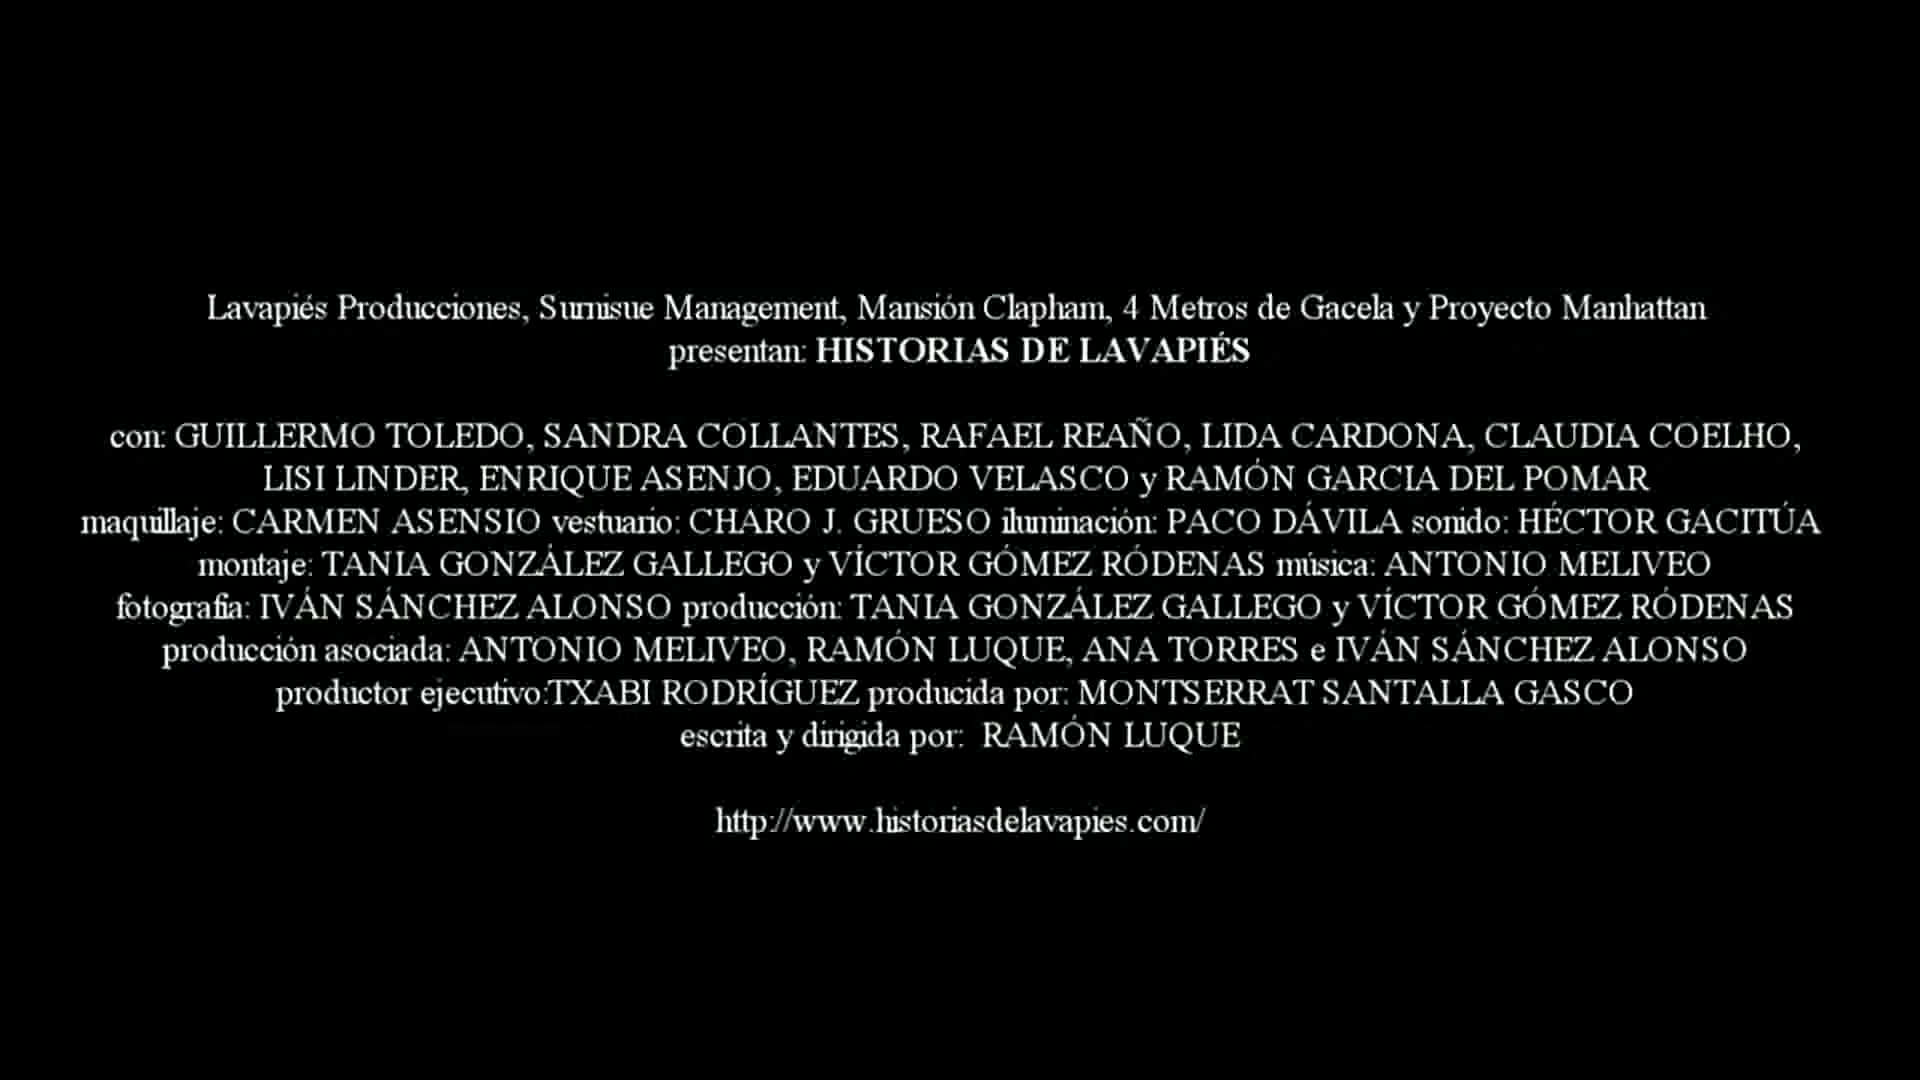 Lavapiés Producciones, Surnisue Management, Mansión Clapham, 4 Metros de Gacela y Proyecto Manhattan
presentan: HISTORIAS DE LAVAPIÉS
con: GUILLERMO TOLEDO, SANDRA COLLANTES, RAFAEL REAÑO, LIDA CARDONA, CLAUDIA COELHO,
LISI LINDER, ENRIQUE ASENJO, EDUARDO VELASCO y RAMÓN GARCIA DEL POMAR
maquillaje: CARMEN ASENSIO vestuario: CHARO J. GRUESO iluminación: PACO DÁVILA sonido: HÉCTOR GACITÚA
montaje: TANIA GONZÁLEZ GALLEGO y VÍCTOR GÓMEZ RÓDENAS música: ANTONIO MELIVEO
fotografia: IVÁN SÁNCHEZ ALONSO producción: TANIA GONZÁLEZ GALLEGO y VÍCTOR GÓMEZ RÓDENAS
producción asociada: ANTONIO MELIVEO, RAMÓN LUQUE, ANA TORRES e IVÁN SÁNCHEZ ALONSO
productor ejecutivo:TXABI RODRÍGUEZ producida por: MONTSERRAT SANTALLA GASCO
escrita y dirigida por: RAMÓN LUQUE
http://www.historiasdelavapies.com/